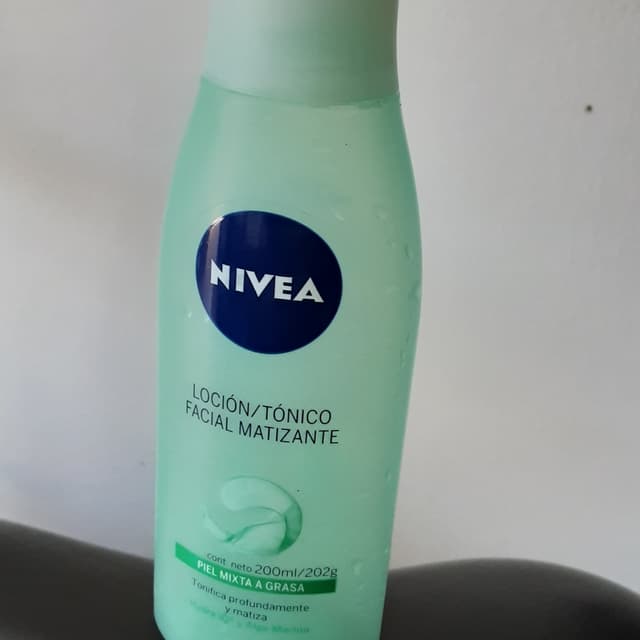 NIVEA
LOCIÓN/TÓNICO
FACIAL MATIZANTE
cont. neto 200ml/202g
PIEL MIXTA A GRASA
Tonifica profundamente
y matiza